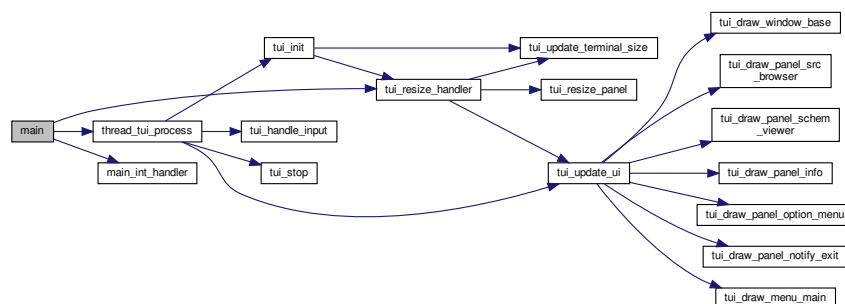 main
thread_tui_process
main_int_handler
tui_init
tui_handle_input
tui_stop
tui_resize_handler
tui_update_terminal_size
tui_resize_panel
tui_update_ui
tui_draw_window_base
tui_draw_panel_src
_browser
tui_draw_panel_schem
_viewer
tui_draw_panel_info
tui_draw_panel_option_menu
tui_draw_panel_notify_exit
tui_draw_menu_main